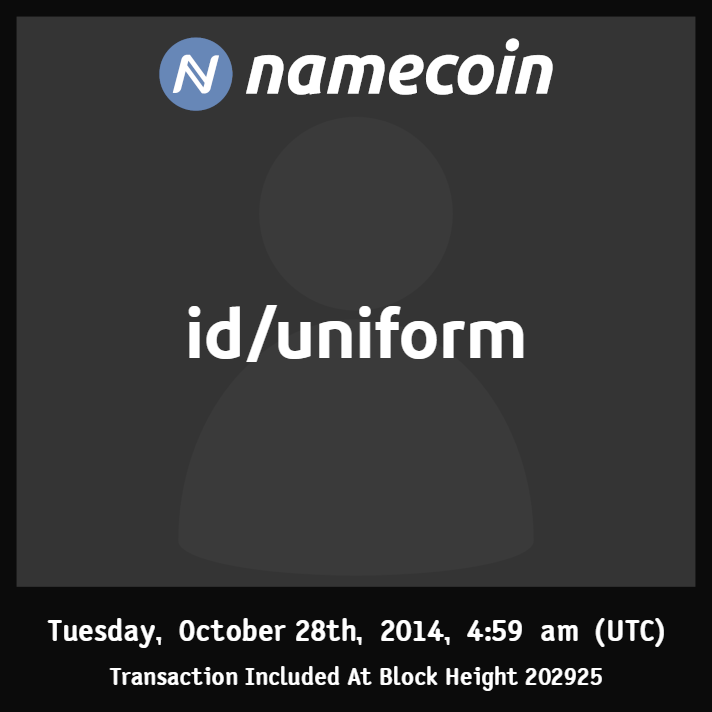 namecoin
id/uniform
Tuesday, October 28th, 2014, 4:59 am (UTC)
Transaction Included At Block Height 202925